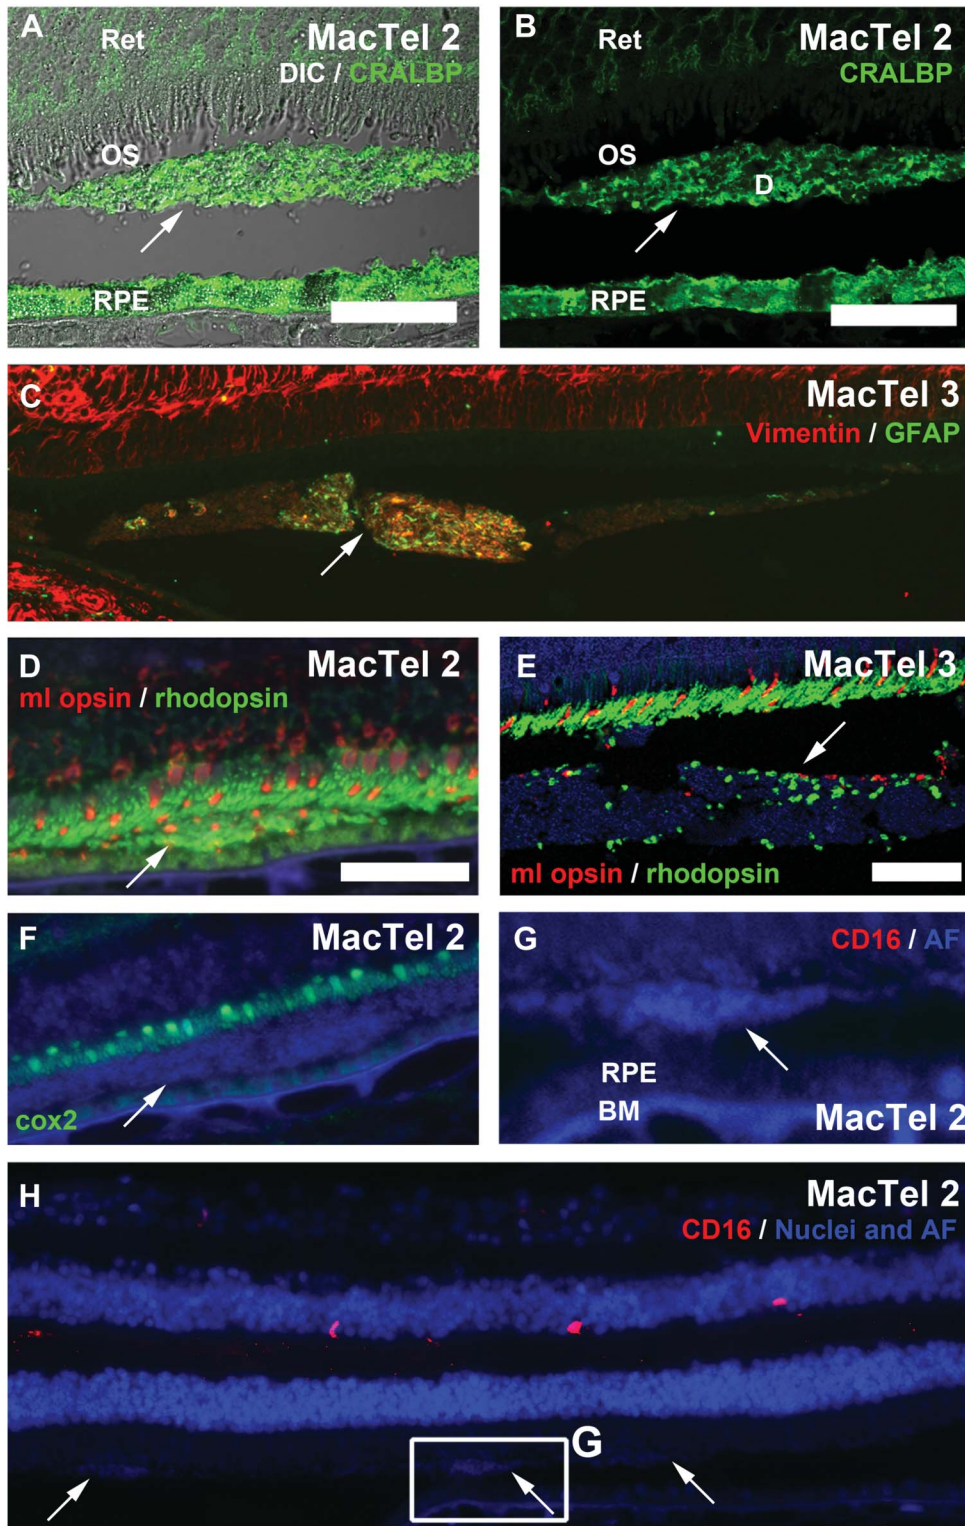 A
Ret
MacTel 2
DIC / CRALBP
OS
RPE
B
Ret
MacTel 2
CRALBP
OS
D
RPE
C
MacTel 3
Vimentin / GFAP
D
MacTel 2
ml opsin / rhodopsin
E
MacTel 3
ml opsin / rhodopsin
F
MacTel 2
cox2
G
CD16 / AF
RPE
BM
MacTel 2
H
MacTel 2
CD16 / Nuclei and AF
G